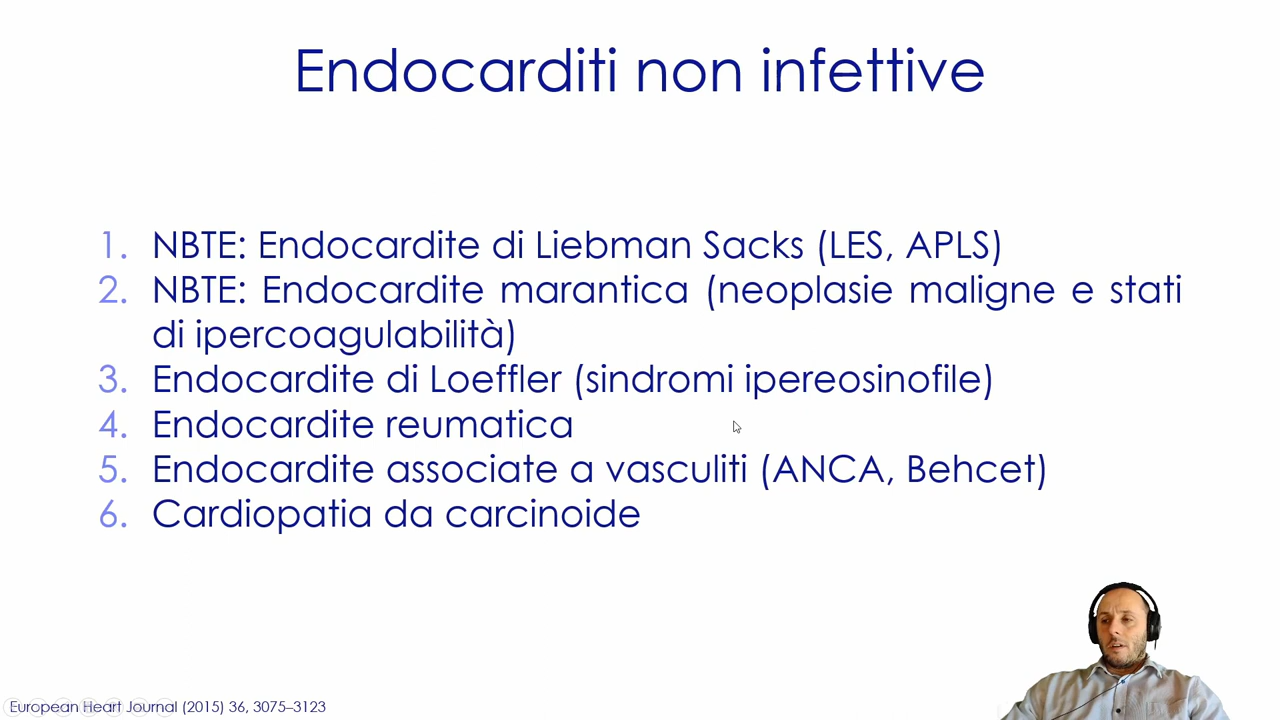 Endocarditi non infettive
1. NBTE: Endocardite di Liebman Sacks (LES, APLS)
2. NBTE: Endocardite marantica (neoplasie maligne e stati
di ipercoagulabilità)
3. Endocardite di Loeffler (sindromi ipereosinofile)
4. Endocardite reumatica
5. Endocardite associate a vasculiti (ANCA, Behcet)
6. Cardiopatia da carcinoide
European Heart Journal (2015) 36, 3075–3123